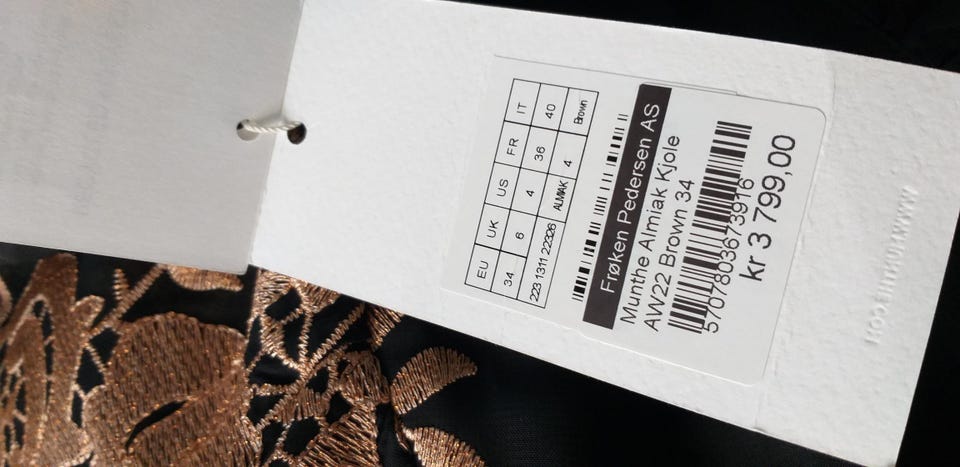 EU UK US FR IT
34 6 4 36 40
223 1311 22326 ALMIAK 4 Brown
Frøken Pedersen AS
Munthe Almiak Kjole
AW22 Brown 34
5707803673916
kr 3 799,00